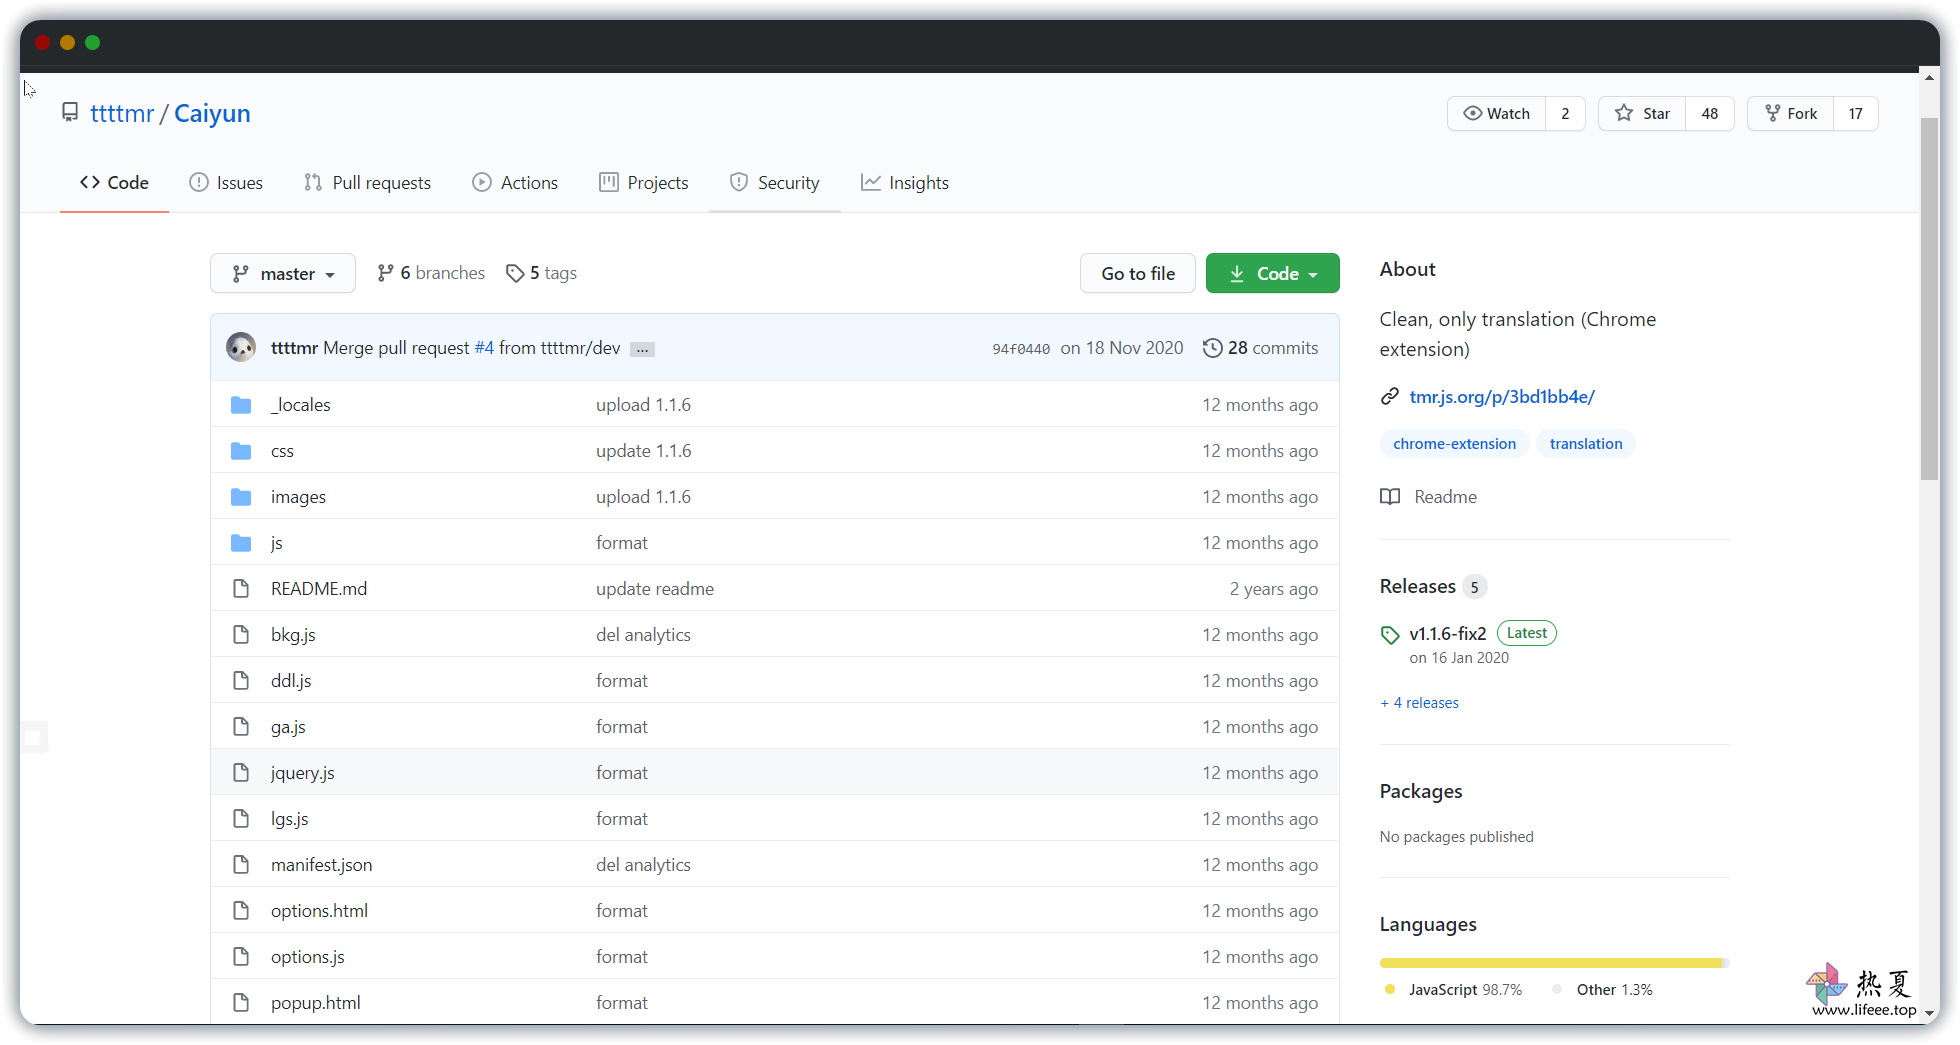 ttttmr / Caiyun
Watch 2
Star 48
Fork 17
Code
Issues
Pull requests
Actions
Projects
Security
Insights
master
6 branches
5 tags
Go to file
Code
ttttmr Merge pull request #4 from ttttmr/dev ...
94f0440 on 18 Nov 2020
28 commits
_locales upload 1.1.6 12 months ago
css update 1.1.6 12 months ago
images upload 1.1.6 12 months ago
js format 12 months ago
README.md update readme 2 years ago
bkg.js del analytics 12 months ago
ddl.js format 12 months ago
ga.js format 12 months ago
jquery.js format 12 months ago
lgs.js format 12 months ago
manifest.json del analytics 12 months ago
options.html format 12 months ago
options.js format 12 months ago
popup.html format 12 months ago
About
Clean, only translation (Chrome
extension)
tmr.js.org/p/3bd1bb4e/
chrome-extension translation
Readme
Releases 5
v1.1.6-fix2 Latest
on 16 Jan 2020
+ 4 releases
Packages
No packages published
Languages
JavaScript 98.7% Other 1.3%
热夏
www.lifeee.top